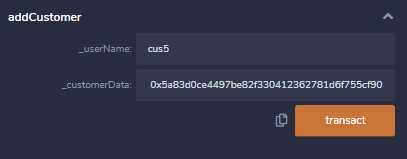 addCustomer
_userName: cus5
_customerData: 0x5a83d0ce4497be82f330412362781d6f755cf90
transact